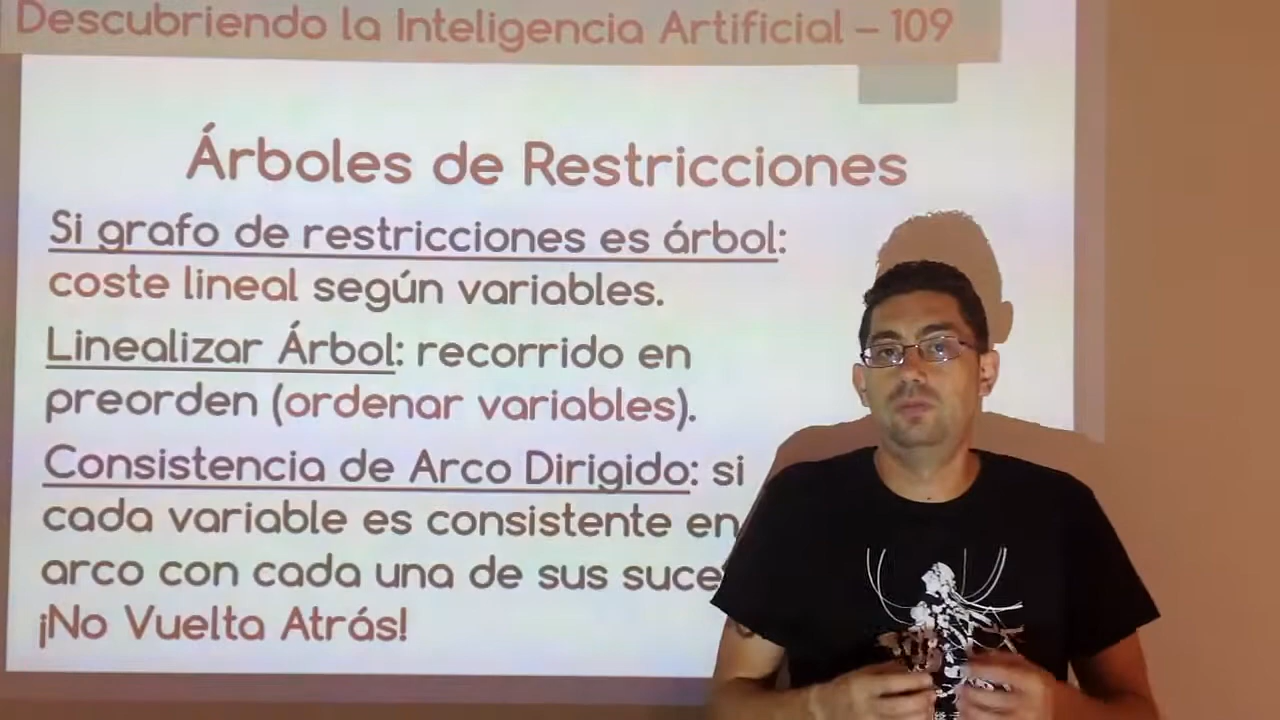 Descubriendo la Inteligencia Artificial – 109
Árboles de Restricciones
Si grafo de restricciones es árbol:
coste lineal según variables.
Linealizar Árbol: recorrido en
preorden (ordenar variables).
Consistencia de Arco Dirigido: si
cada variable es consistente en
arco con cada una de sus
¡No Vuelta Atrás!